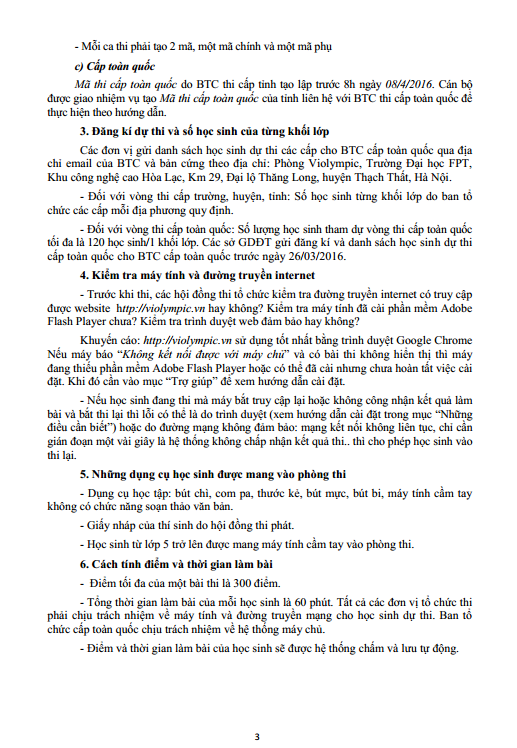 - Mỗi ca thi phải tạo 2 mã, một mã chính và một mã phụ
c) Cấp toàn quốc
Mã thi cấp toàn quốc do BTC thi cấp tỉnh tạo lập trước 8h ngày 08/4/2016. Cán bộ
được giao nhiệm vụ tạo Mã thi cấp toàn quốc của tỉnh liên hệ với BTC thi cấp toàn quốc để
thực hiện theo hướng dẫn.
3. Đăng kí dự thi và số học sinh của từng khối lớp
Các đơn vị gửi danh sách học sinh dự thi các cấp cho BTC cấp toàn quốc qua địa
chỉ email của BTC và bản cứng theo địa chỉ: Phòng Violympic, Trường Đại học FPT,
Khu công nghệ cao Hòa Lạc, Km 29, Đại lộ Thăng Long, huyện Thạch Thất, Hà Nội.
- Đối với vòng thi cấp trường, huyện, tỉnh: Số học sinh từng khối lớp do ban tổ
chức các cấp mỗi địa phương quy định.
- Đối với vòng thi cấp toàn quốc: Số lượng học sinh tham dự vòng thi cấp toàn quốc
tối đa là 120 học sinh/1 khối lớp. Các sở GDĐT gửi đăng kí và danh sách học sinh dự thi
cấp toàn quốc cho BTC cấp toàn quốc trước ngày 26/03/2016.
4. Kiểm tra máy tính và đường truyền internet
- Trước khi thi, các hội đồng thi tổ chức kiểm tra đường truyền internet có truy cập
được website http://violympic.vn hay không? Kiểm tra máy tính đã cài phần mềm Adobe
Flash Player chưa? Kiểm tra trình duyệt web đảm bảo hay không?
Khuyến cáo: http://violympic.vn sử dụng tốt nhất bằng trình duyệt Google Chrome
Nếu máy báo “Không kết nối được với máy chủ” và có bài thi không hiển thị thì máy
đang thiếu phần mềm Adobe Flash Player hoặc có thể đã cài nhưng chưa hoàn tất việc cài
đặt. Khi đó cần vào mục “Trợ giúp” để xem hướng dẫn cài đặt.
- Nếu học sinh đang thi mà máy bắt truy cập lại hoặc không công nhận kết quả làm
bài và bắt thi lại thì lỗi có thể là do trình duyệt (xem hướng dẫn cài đặt trong mục “Những
điều cần biết”) hoặc do đường mạng không đảm bảo: mạng kết nối không liên tục, chỉ cần
gián đoạn một vài giây là hệ thống không chấp nhận kết quả thi.. thì cho phép học sinh vào
thi lại.
5. Những dụng cụ học sinh được mang vào phòng thi
- Dụng cụ học tập: bút chì, com pa, thước kẻ, bút mực, bút bi, máy tính cầm tay
không có chức năng soạn thảo văn bản.
- Giấy nháp của thí sinh do hội đồng thi phát.
- Học sinh từ lớp 5 trở lên được mang máy tính cầm tay vào phòng thi.
6. Cách tính điểm và thời gian làm bài
- Điểm tối đa của một bài thi là 300 điểm.
- Tổng thời gian làm bài của mỗi học sinh là 60 phút. Tất cả các đơn vị tổ chức thi
phải chịu trách nhiệm về máy tính và đường truyền mạng cho học sinh dự thi. Ban tổ
chức cấp toàn quốc chịu trách nhiệm về hệ thống máy chủ.
- Điểm và thời gian làm bài của học sinh sẽ được hệ thống chấm và lưu tự động.
3